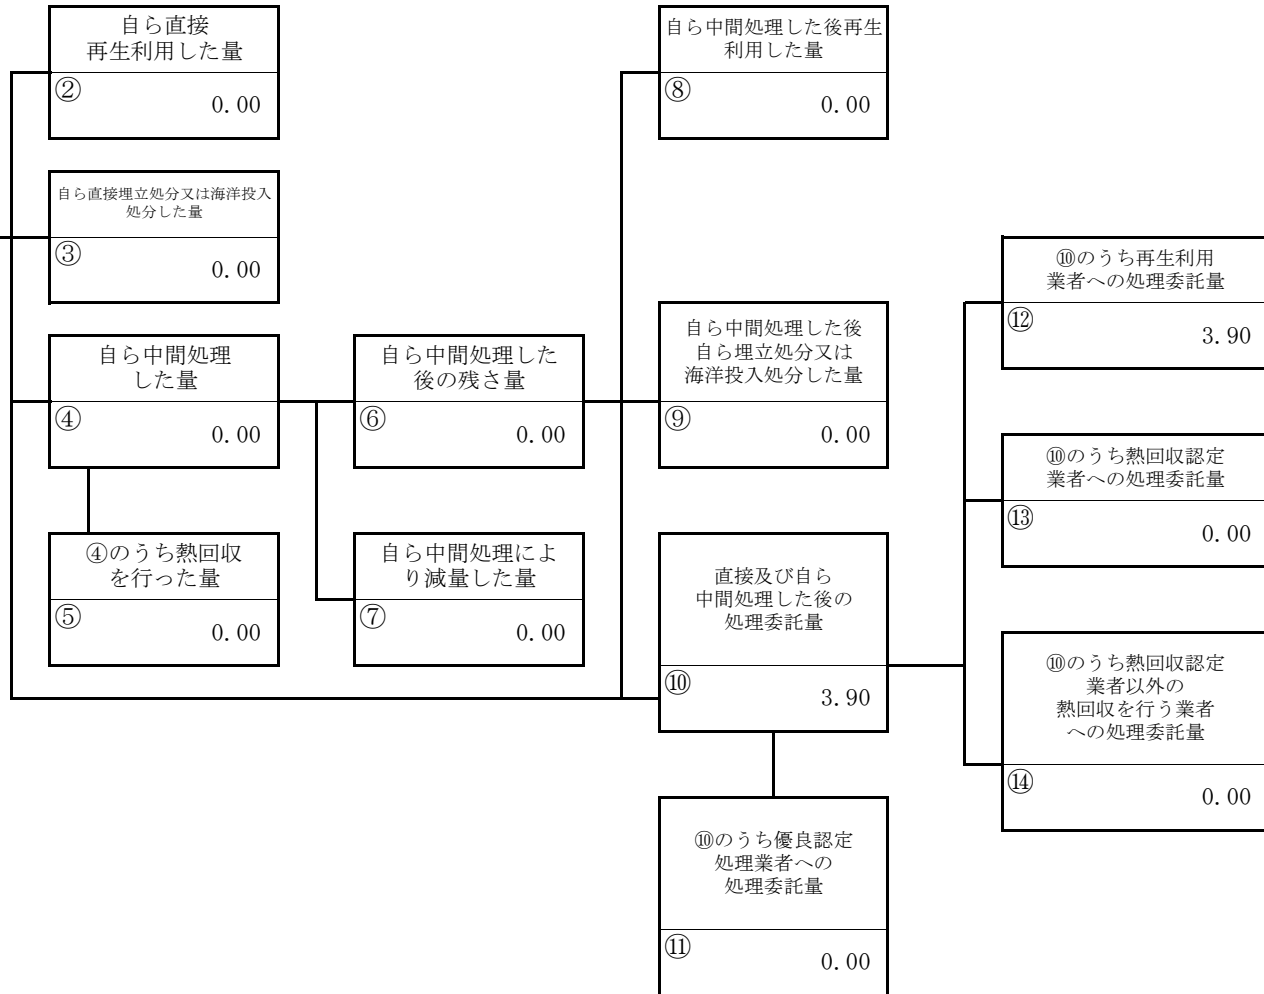 自ら直接
再生利用した量
②
0.00
自ら直接埋立処分又は海洋投入
処分した量
③
0.00
自ら中間処理
した量
④
0.00
④のうち熱回収
を行った量
⑤
0.00
自ら中間処理した
後の残さ量
⑥
0.00
自ら中間処理によ
り減量した量
⑦
0.00
自ら中間処理した後再生
利用した量
⑧
0.00
自ら中間処理した後
自ら埋立処分又は
海洋投入処分した量
⑨
0.00
直接及び自ら
中間処理した後の
処理委託量
⑩
3.90
⑩のうち優良認定
処理業者への
処理委託量
⑪
0.00
⑩のうち再生利用
業者への処理委託量
⑫
3.90
⑩のうち熱回収認定
業者への処理委託量
⑬
0.00
⑩のうち熱回収認定
業者以外の
熱回収を行う業者
への処理委託量
⑭
0.00